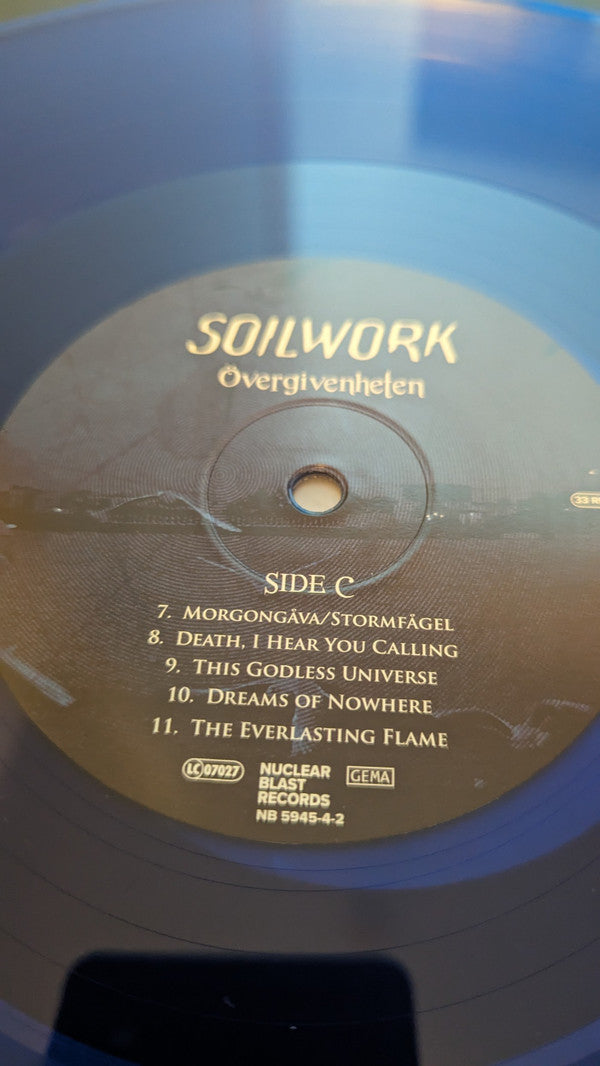 SOILWORK
Övergivenheten
SIDE C
7. MORGONGÅVA/STORMFÅGEL
8. DEATH, I HEAR YOU CALLING
9. THIS GODLESS UNIVERSE
10. DREAMS OF NOWHERE
11. THE EVERLASTING FLAME
LC 07027
NUCLEAR
BLAST
RECORDS
GEMA
NB 5945-4-2
33